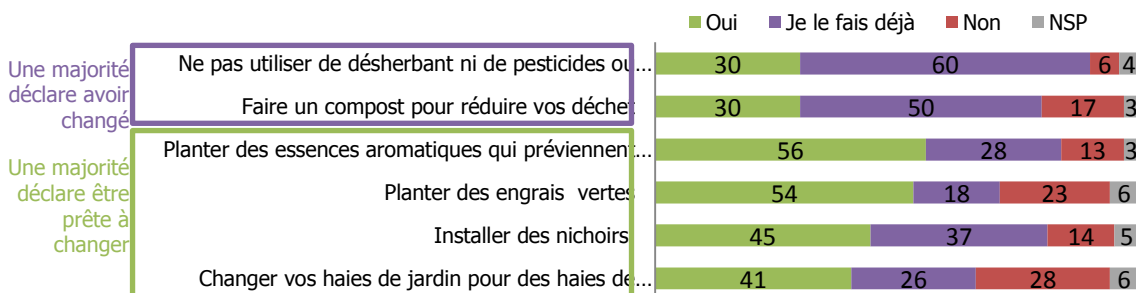 Oui Je le fais déjà Non NSP
Une majorité
déclare avoir
changé
Ne pas utiliser de désherbant ni de pesticides ou… 30 60 6 4
Faire un compost pour réduire vos déchet 30 50 17 3
Une majorité
déclare être
prête à
changer
Planter des essences aromatiques qui préviennent… 56 28 13 3
Planter des engrais vertes 54 18 23 6
Installer des nichoirs 45 37 14 5
Changer vos haies de jardin pour des haies de… 41 26 28 6